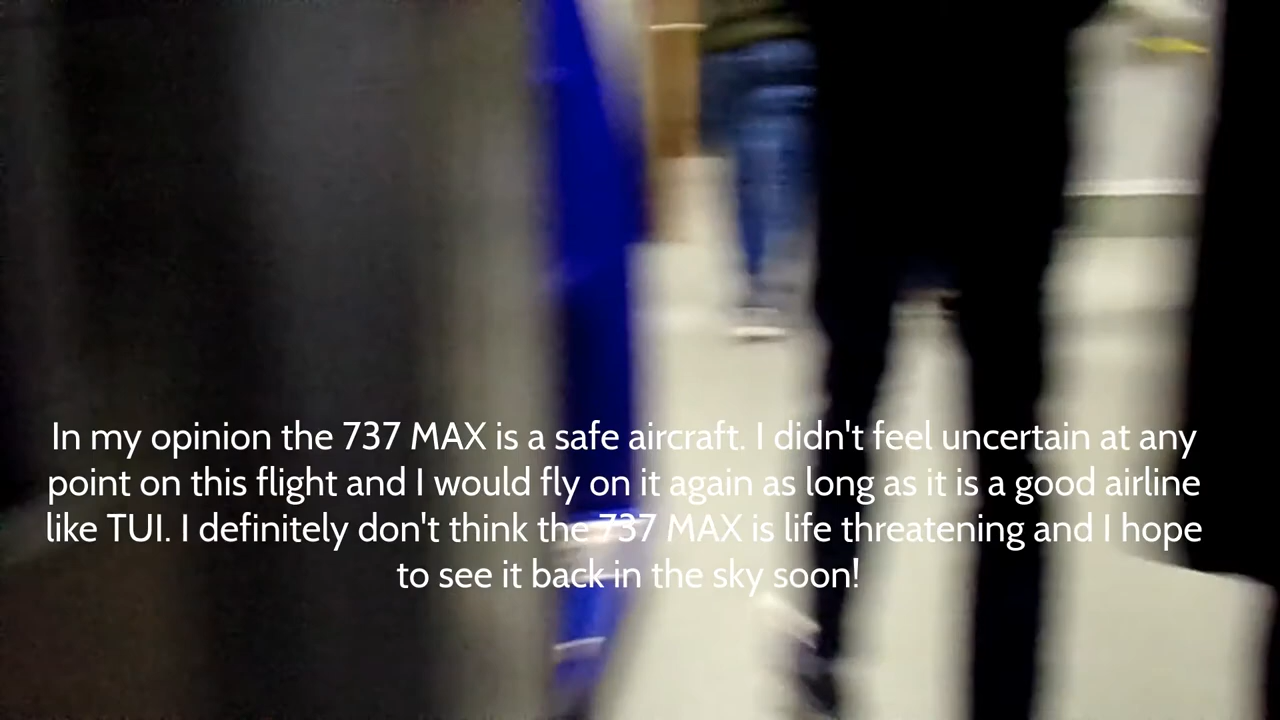 In my opinion the 737 MAX is a safe aircraft. I didn't feel uncertain at any
point on this flight and I would fly on it again as long as it is a good airline
like TUI. I definitely don't think the 737 MAX is life threatening and I hope
to see it back in the sky soon!